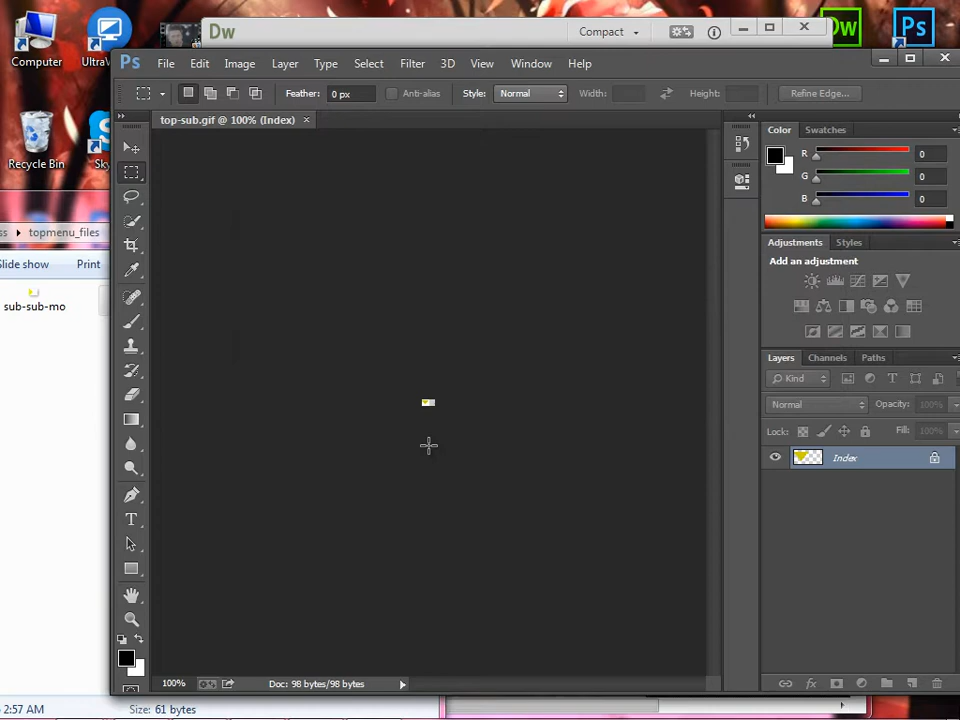 Computer
UltraV
Recycle Bin
Sky
Dw
Compact
Dw
Ps
Ps
File Edit Image Layer Type Select Filter 3D View Window Help
Feather: 0 px Anti-alias Style: Normal Width: Height: Refine Edge...
top-sub.gif @ 100% (Index) ×
Color Swatches
R 0
G 0
B 0
Adjustments Styles
Add an adjustment
Layers Channels Paths
Kind
Normal Opacity: 100%
Lock: Fill: 100%
Index
ss topmenu_files
Slide show Print
sub-sub-mo
100% Doc: 98 bytes/98 bytes
2:57 AM Size: 61 bytes